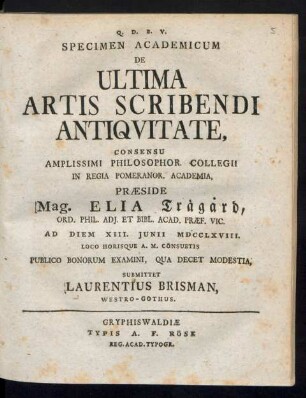 Q. D. B. V.
SPECIMEN ACADEMICUM
DE
ULTIMA
ARTIS SCRIBENDI
ANTIQVITATE,
CONSENSU
AMPLISSIMI PHILOSOPHOR. COLLEGII
IN REGIA POMERANOR. ACADEMIA,
PRÆSIDE
Mag. ELIA Trägård,
ORD. PHIL. ADJ. ET BIBL. ACAD. PRÆF. VIC.
AD DIEM XIII. JUNII MDCCLXVIII.
LOCO HORISQUE A. M. CONSUETIS
PUBLICO BONORUM EXAMINI, QUA DECET MODESTIA,
SUBMITTET
LAURENTIUS BRISMAN,
WESTRO-GOTHUS.
GRYPHISWALDIÆ
TYPIS A. F. RÖSE
REG. ACAD. TYPOGR.